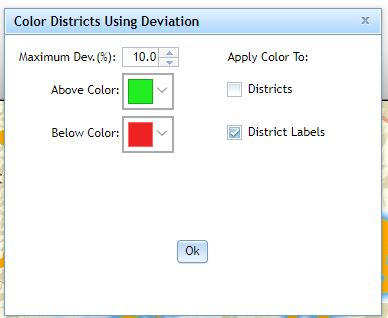 Color Districts Using Deviation x
Maximum Dev.(%): 10.0 Apply Color To:
Above Color: Districts
Below Color: District Labels
Ok